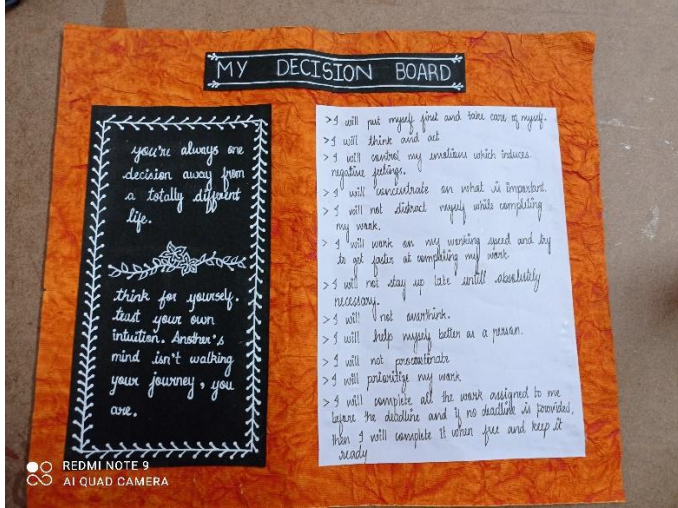 MY DECISION BOARD
you're always one
decision away from
a totally different
life.
think for yourself.
trust your own
intuition. Another's
mind isn't walking
your journey, you
are.
> I will put myself first and take care of myself.
> I will think and act
> I will control my emotions which induces
negative feelings.
> I will concentrate on what is important.
> I will not distract myself while completing
my work.
> I will work on my working speed and try
to get faster at completing my work.
> I will not stay up late untill absolutely
necessary.
> I will not overthink.
> I will help myself better as a person.
> I will not procastinate
> I will prioritize my work
> I will complete all the work assigned to me
before the deadline and if no deadline is provided,
then I will complete it when free and keep it
ready
REDMI NOTE 9
AI QUAD CAMERA